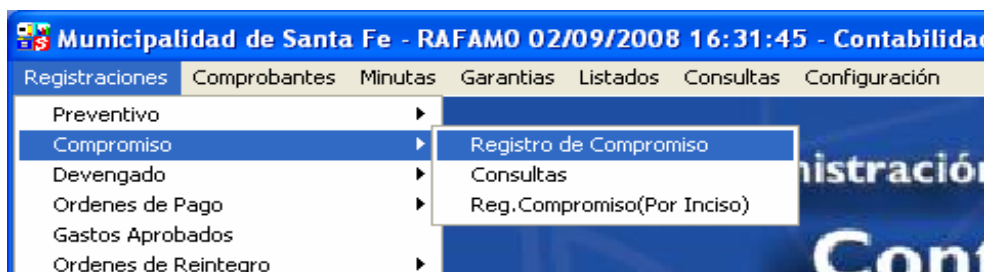 Municipalidad de Santa Fe - RAFAM0 02/09/2008 16:31:45 - Contabilidad
Registraciones Comprobantes Minutas Garantias Listados Consultas Configuración
Preventivo
Compromiso
Registro de Compromiso
Devengado
Consultas
Ordenes de Pago
Reg.Compromiso(Por Inciso)
Gastos Aprobados
Ordenes de Reintegro
nistración
Cont